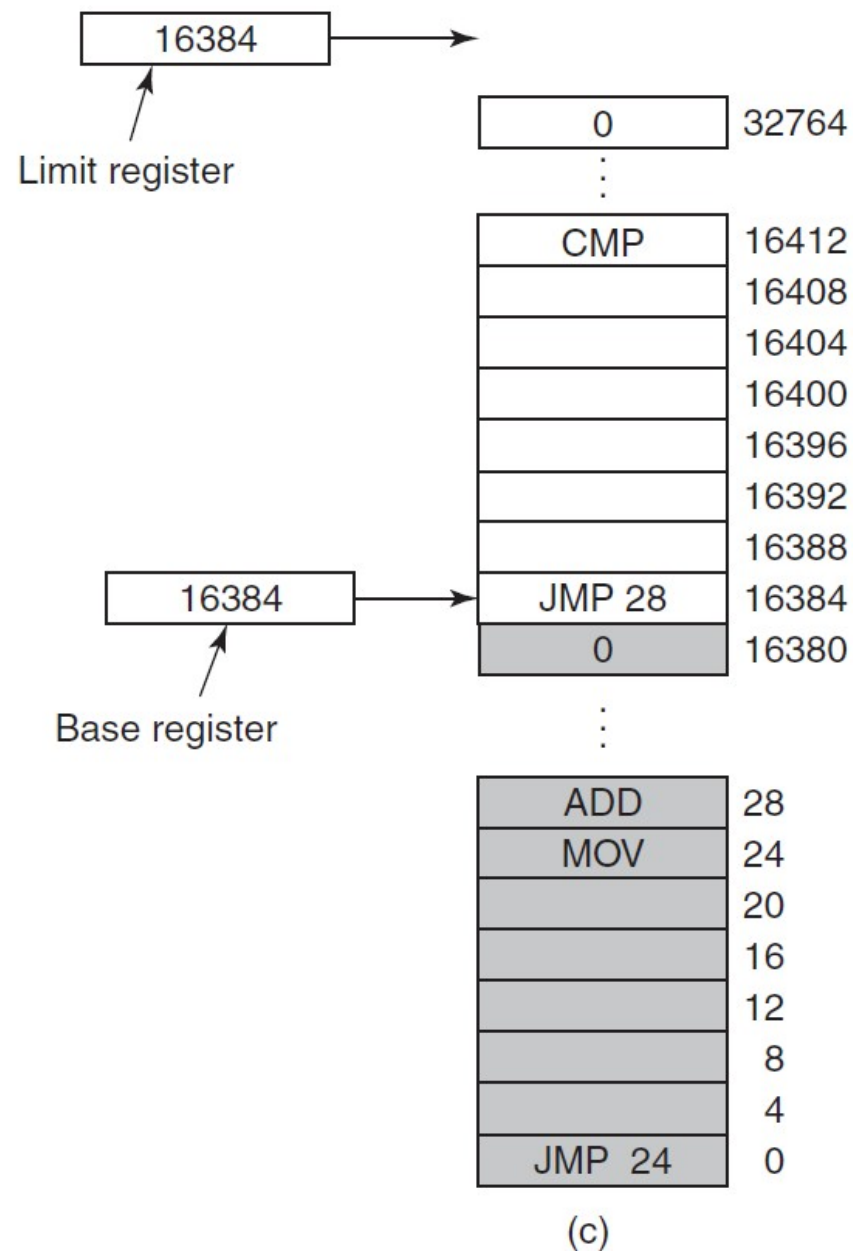 16384
Limit register
0 32764
CMP 16412
16408
16404
16400
16396
16392
16388
16384 JMP 28 16384
0 16380
Base register
ADD 28
MOV 24
20
16
12
8
4
JMP 24 0
(c)